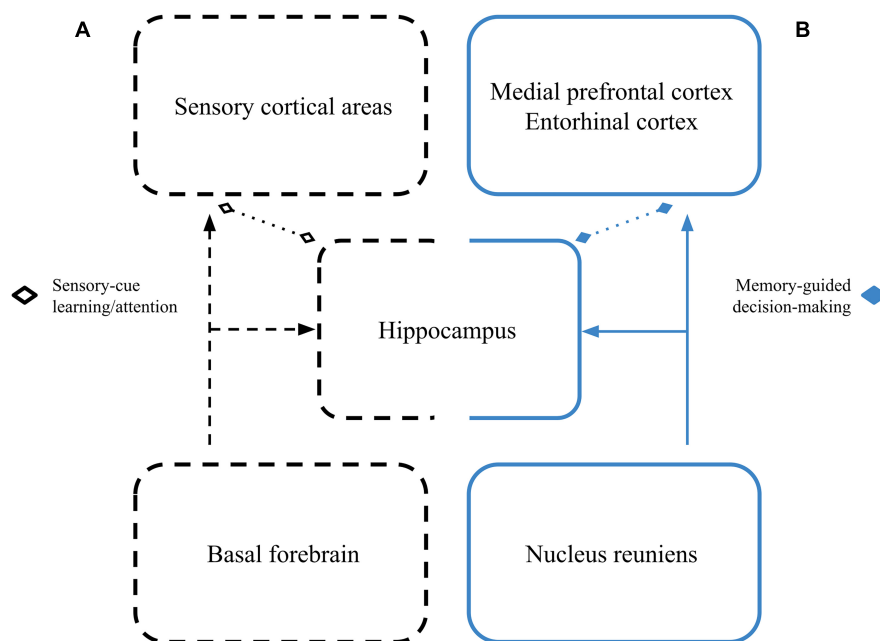 A
B
Sensory cortical areas
Medial prefrontal cortex
Entorhinal cortex
Sensory-cue
learning/attention
Memory-guided
decision-making
Hippocampus
Basal forebrain
Nucleus reuniens